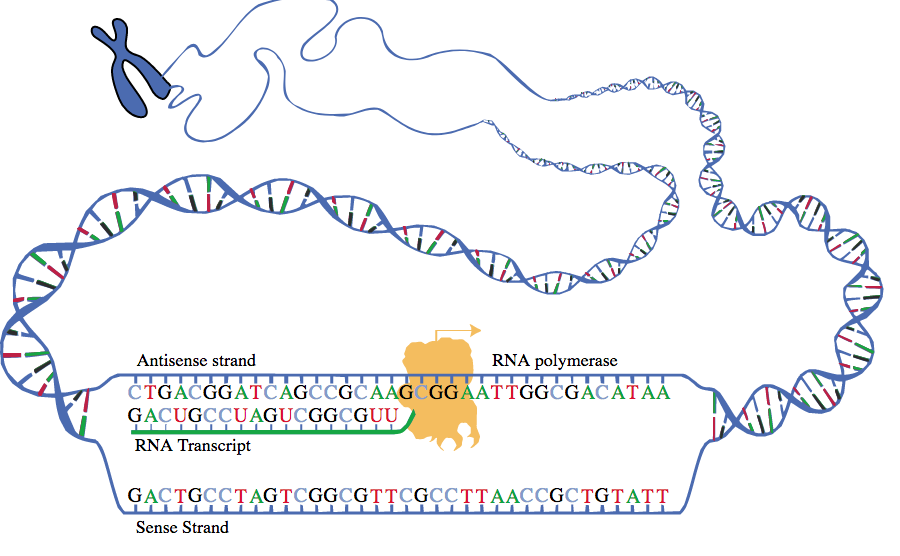 Antisense strand
RNA polymerase
CTGACGGATCAGCCGCAAGCGGAATTGGCGACATAA
GACUGCCUAGUCGGCGUU
RNA Transcript
GACTGCCTAGTCGGCGTTCGCCTTAACCGCTGTATT
Sense Strand